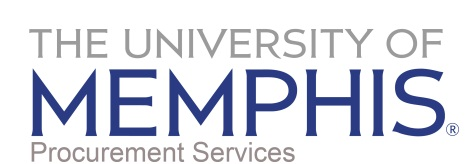 THE UNIVERSITY OF
MEMPHIS®
Procurement Services